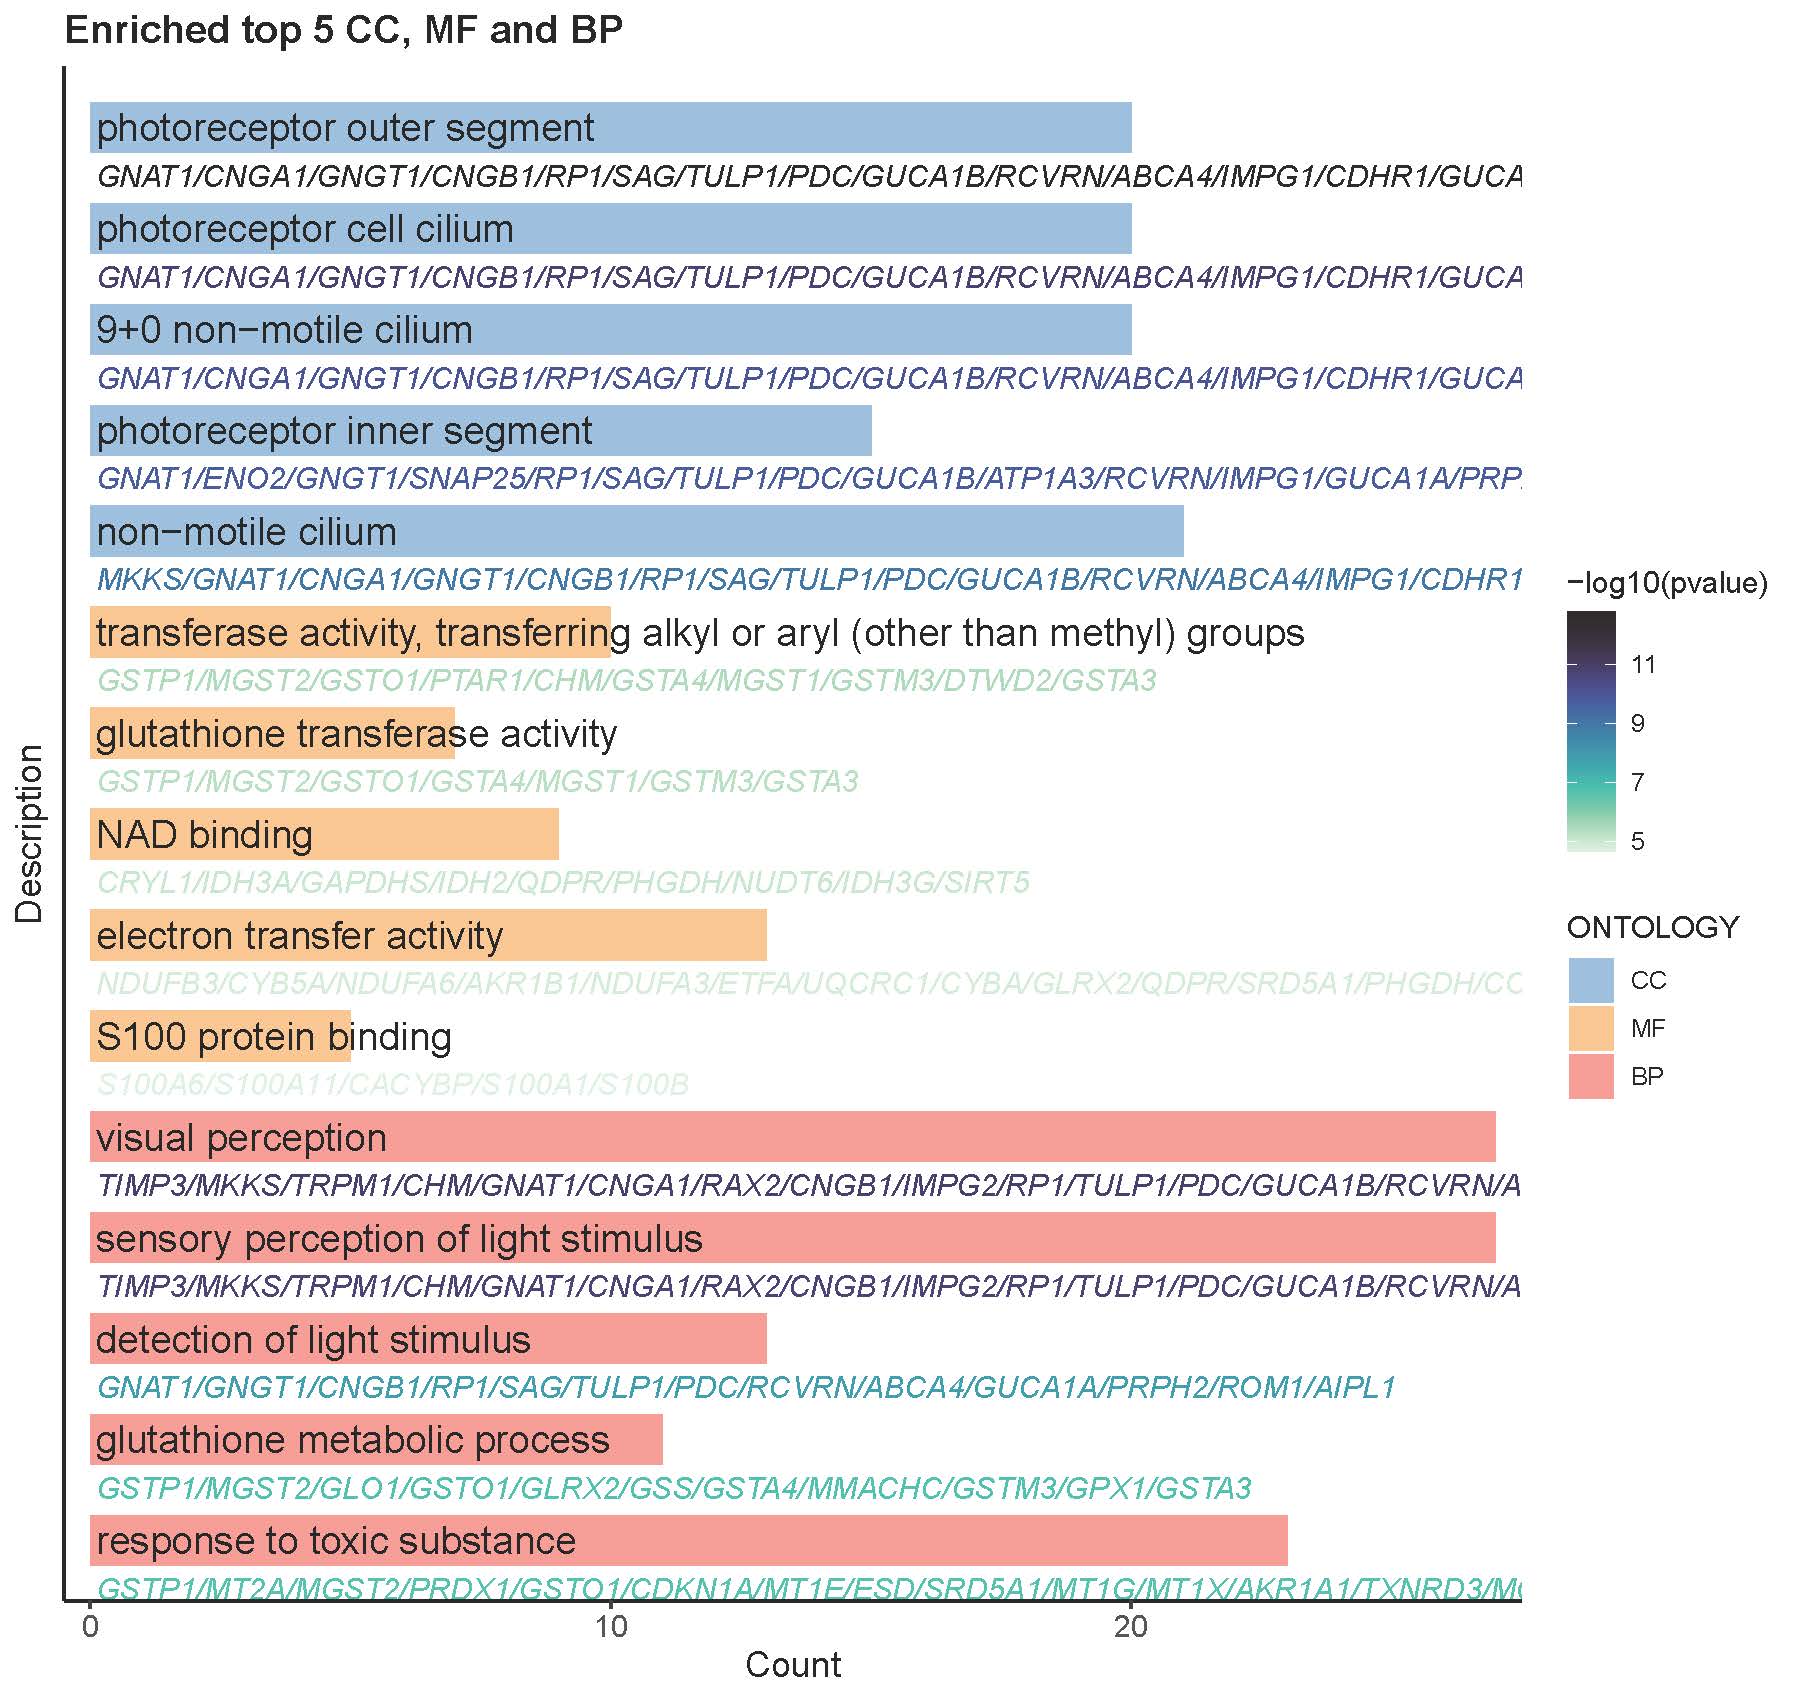 Enriched top 5 CC, MF and BP
photoreceptor outer segment
GNAT1/CNGA1/GNGT1/CNGB1/RP1/SAG/TULP1/PDC/GUCA1B/RCVRN/ABCA4/IMPG1/CDHR1/GUCA
photoreceptor cell cilium
GNAT1/CNGA1/GNGT1/CNGB1/RP1/SAG/TULP1/PDC/GUCA1B/RCVRN/ABCA4/IMPG1/CDHR1/GUCA
9+0 non−motile cilium
GNAT1/CNGA1/GNGT1/CNGB1/RP1/SAG/TULP1/PDC/GUCA1B/RCVRN/ABCA4/IMPG1/CDHR1/GUCA
photoreceptor inner segment
GNAT1/ENO2/GNGT1/SNAP25/RP1/SAG/TULP1/PDC/GUCA1B/ATP1A3/RCVRN/IMPG1/GUCA1A/PRP
non−motile cilium
MKKS/GNAT1/CNGA1/GNGT1/CNGB1/RP1/SAG/TULP1/PDC/GUCA1B/RCVRN/ABCA4/IMPG1/CDHR1
transferase activity, transferring alkyl or aryl (other than methyl) groups
GSTP1/MGST2/GSTO1/PTAR1/CHM/GSTA4/MGST1/GSTM3/DTWD2/GSTA3
glutathione transferase activity
GSTP1/MGST2/GSTO1/GSTA4/MGST1/GSTM3/GSTA3
NAD binding
CRYL1/IDH3A/GAPDHS/IDH2/QDPR/PHGDH/NUDT6/IDH3G/SIRT5
electron transfer activity
NDUFB3/CYB5A/NDUFA6/AKR1B1/NDUFA3/ETFA/UQCRC1/CYBA/GLRX2/QDPR/SRD5A1/PHGDH/CO
S100 protein binding
S100A6/S100A11/CACYBP/S100A1/S100B
visual perception
TIMP3/MKKS/TRPM1/CHM/GNAT1/CNGA1/RAX2/CNGB1/IMPG2/RP1/TULP1/PDC/GUCA1B/RCVRN/A
sensory perception of light stimulus
TIMP3/MKKS/TRPM1/CHM/GNAT1/CNGA1/RAX2/CNGB1/IMPG2/RP1/TULP1/PDC/GUCA1B/RCVRN/A
detection of light stimulus
GNAT1/GNGT1/CNGB1/RP1/SAG/TULP1/PDC/RCVRN/ABCA4/GUCA1A/PRPH2/ROM1/AIPL1
glutathione metabolic process
GSTP1/MGST2/GLO1/GSTO1/GLRX2/GSS/GSTA4/MMACHC/GSTM3/GPX1/GSTA3
response to toxic substance
GSTP1/MT2A/MGST2/PRDX1/GSTO1/CDKN1A/MT1E/ESD/SRD5A1/MT1G/MT1X/AKR1A1/TXNRD3/M
0
10
20
Count
Description
−log10(pvalue)
11
9
7
5
ONTOLOGY
CC
MF
BP